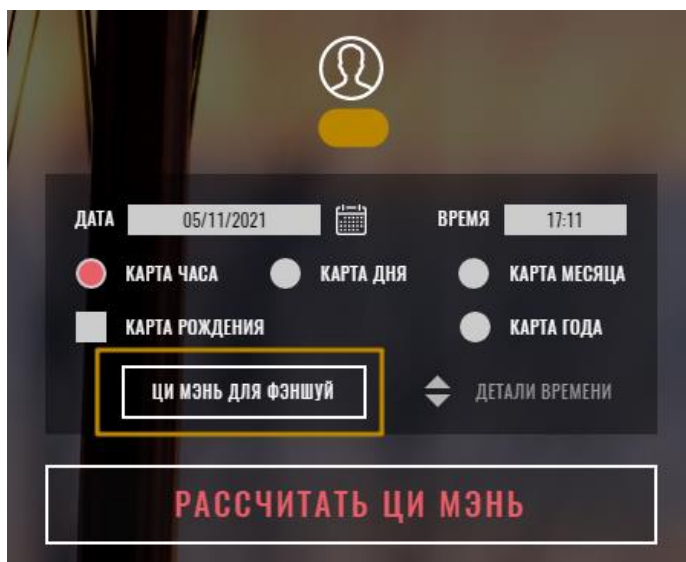 ДАТА 05/11/2021 ВРЕМЯ 17:11
КАРТА ЧАСА КАРТА ДНЯ КАРТА МЕСЯЦА
КАРТА РОЖДЕНИЯ КАРТА ГОДА
ЦИ МЭНЬ ДЛЯ ФЭНШУЙ ДЕТАЛИ ВРЕМЕНИ
РАССЧИТАТЬ ЦИ МЭНЬ